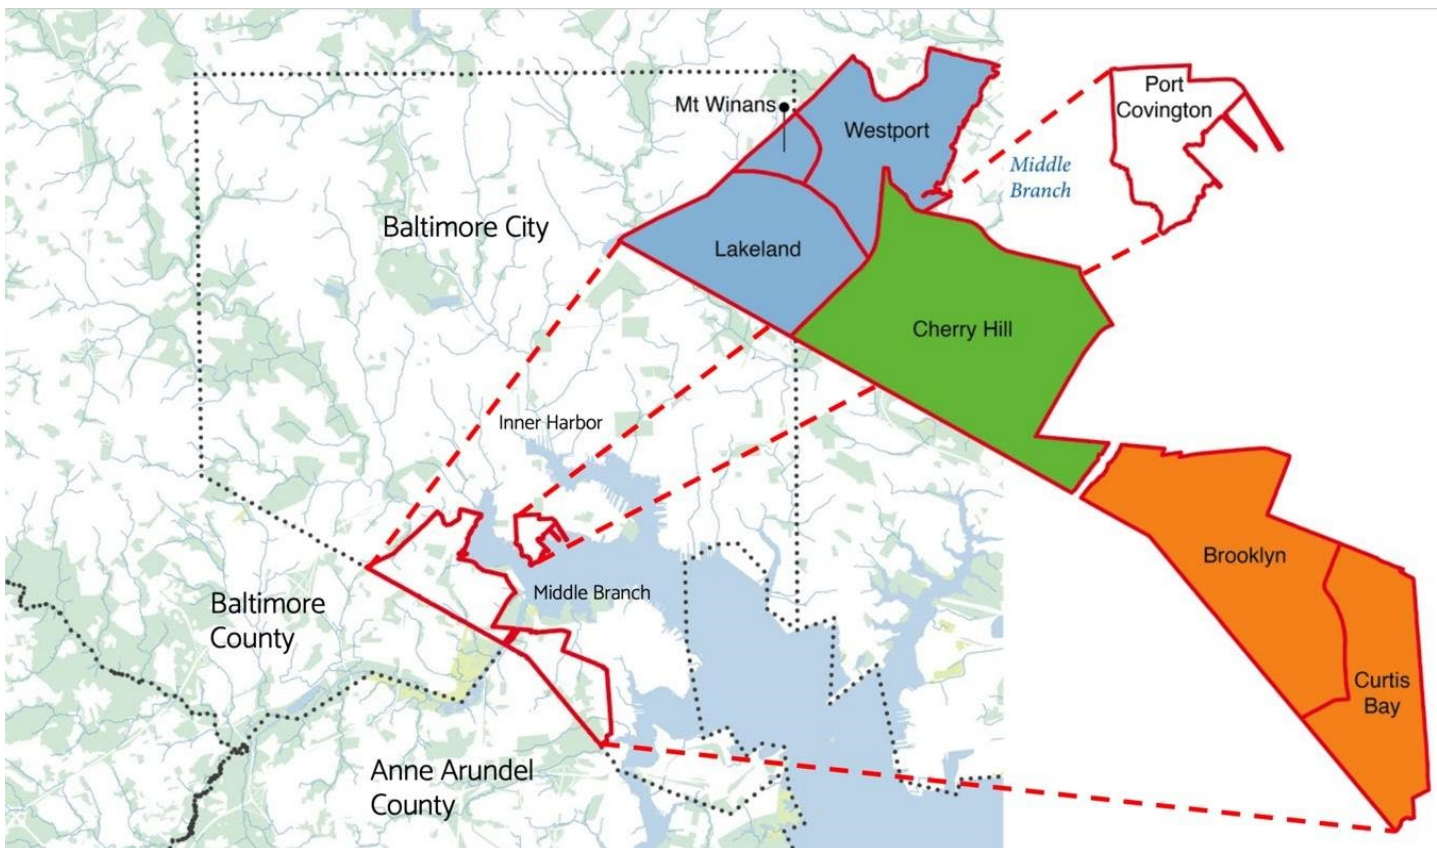 Port
Covington
Mt Winans
Westport
Middle
Branch
Baltimore City
Lakeland
Cherry Hill
Inner Harbor
Brooklyn
Middle Branch
Baltimore
County
Curtis
Bay
Anne Arundel
County